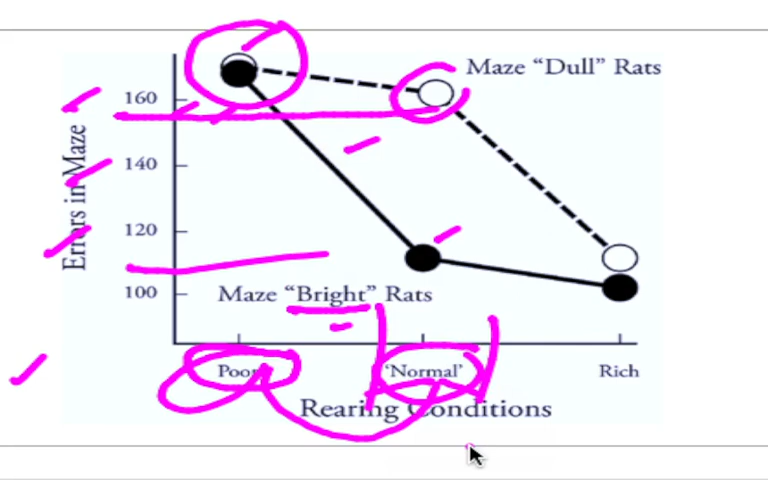 Maze “Dull” Rats
160
140
120
100
Errors in Maze
Maze “Bright” Rats
Poor
‘Normal’
Rich
Rearing Conditions